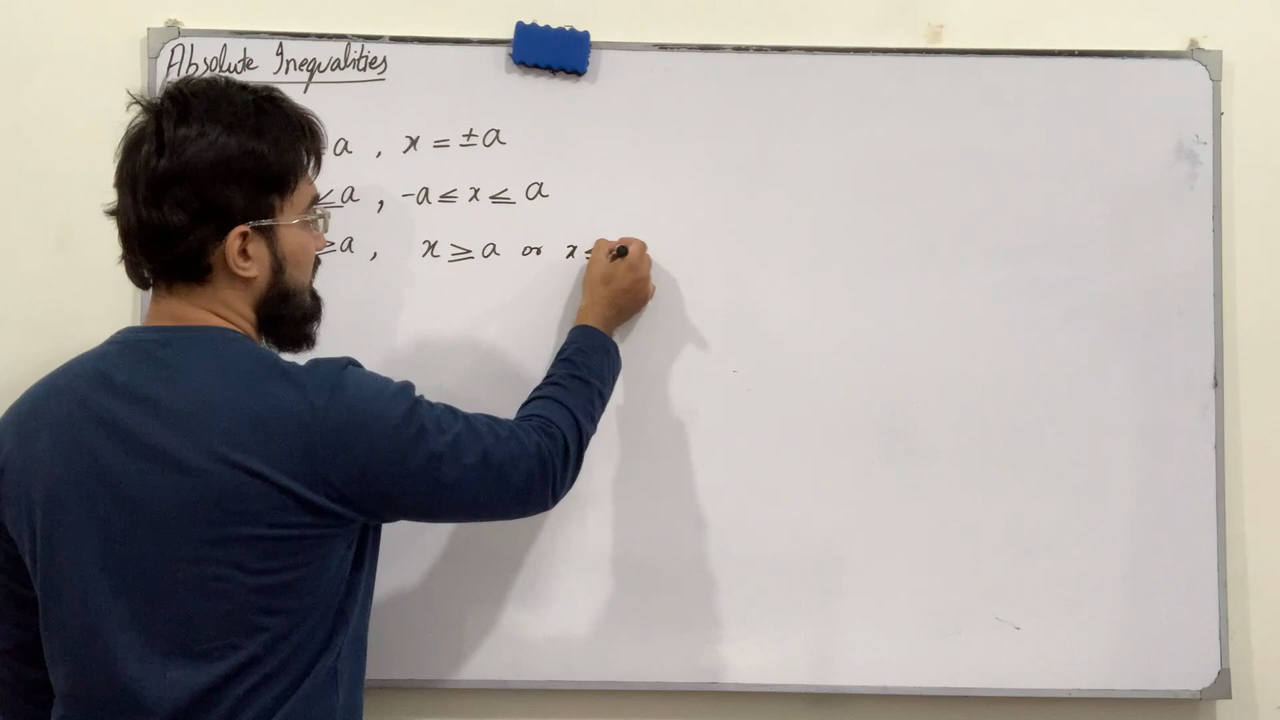 Absolute Inequalities
a , x = ±a
≤a , -a ≤ x ≤ a
≥a , x ≥ a or x